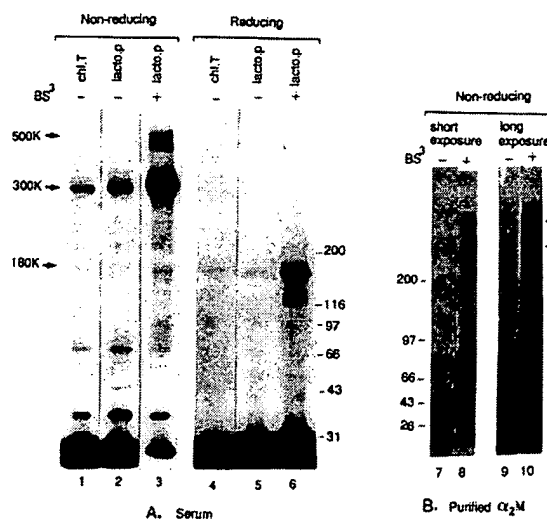 Non-reducing
Reducing
chl.T
lacto.p
lacto.p
chl.T
lacto.p
lacto.p
BS3
- - + - - +
500K
300K
180K
200
116
97
66
43
31
1 2 3 4 5 6
A. Serum
Non-reducing
short exposure
long exposure
BS3
- + - +
200
97
66
43
26
7 8 9 10
B. Purified α2M